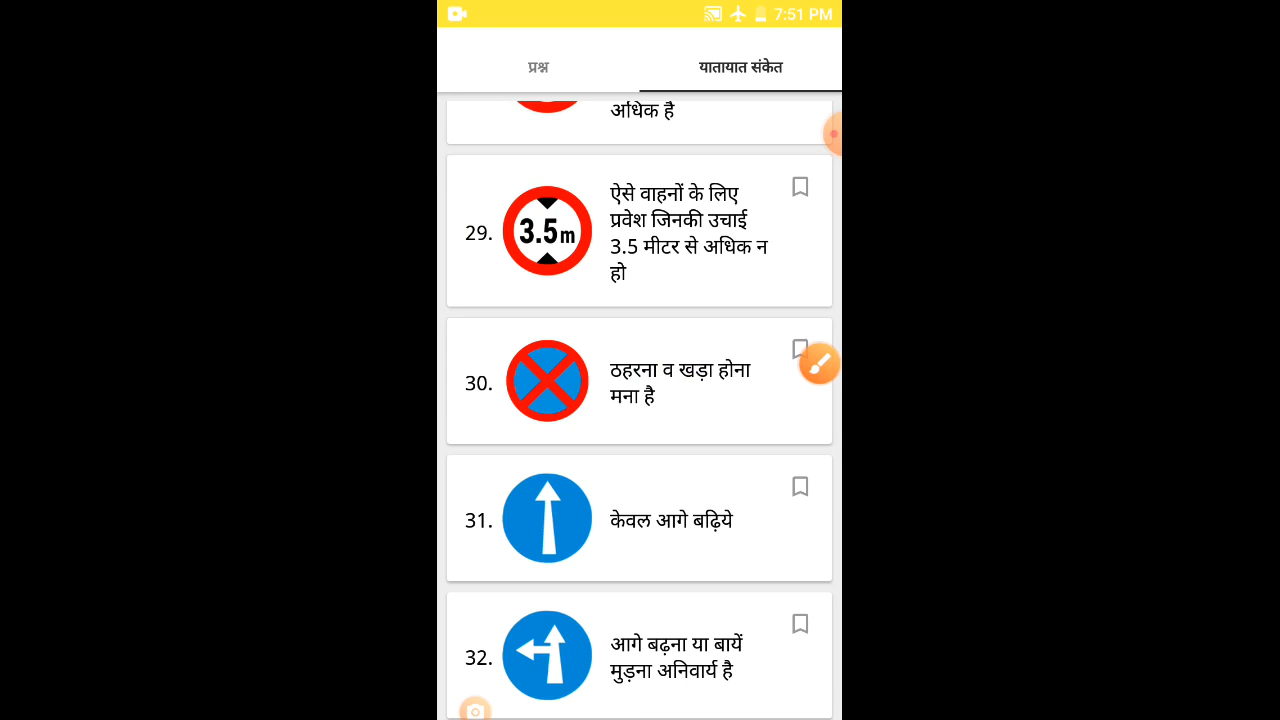 7:51 PM
प्रश्न
यातायात संकेत
अधिक है
29.
3.5m
ऐसे वाहनों के लिए
प्रवेश जिनकी उचाई
3.5 मीटर से अधिक न
हो
30.
ठहरना व खड़ा होना
मना है
31.
केवल आगे बढ़िये
32.
आगे बढ़ना या बायें
मुड़ना अनिवार्य है